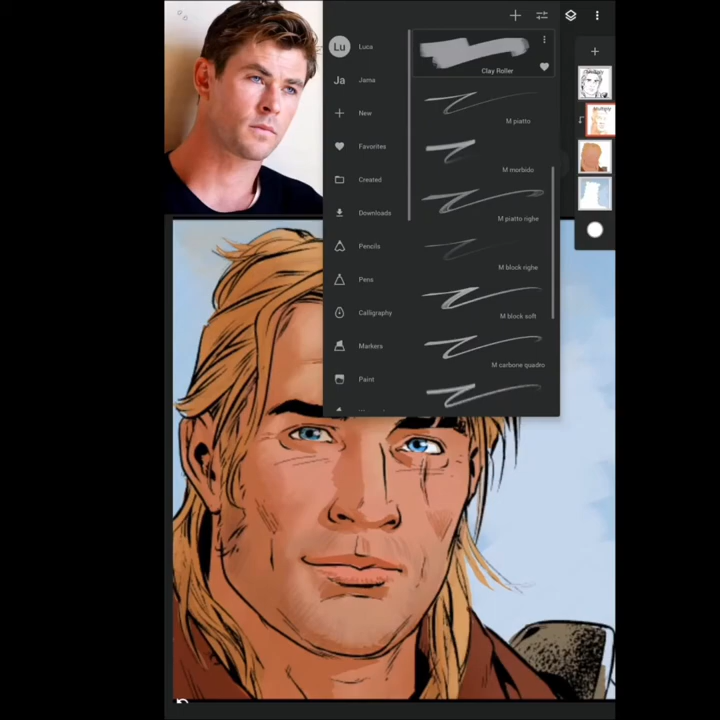 Lu
Luca
Ja
Jama
New
Favorites
Created
Downloads
Pencils
Pens
Calligraphy
Markers
Paint
Clay Roller
M piatto
M morbido
M piatto righe
M block righe
M block soft
M carbone quadro